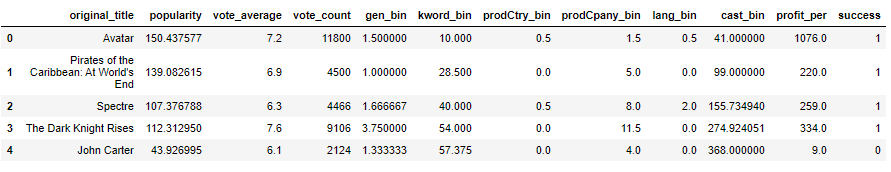 original_title popularity vote_average vote_count gen_bin kword_bin prodCtry_bin prodCpany_bin lang_bin cast_bin profit_per success
0 Avatar 150.437577 7.2 11800 1.500000 10.000 0.5 1.5 0.5 41.000000 1076.0 1
Pirates of the
1 Caribbean: At World's 139.082615 6.9 4500 1.000000 28.500 0.0 5.0 0.0 99.000000 220.0 1
End
2 Spectre 107.376788 6.3 4466 1.666667 40.000 0.5 8.0 2.0 155.734940 259.0 1
3 The Dark Knight Rises 112.312950 7.6 9106 3.750000 54.000 0.0 11.5 0.0 274.924051 334.0 1
4 John Carter 43.926995 6.1 2124 1.333333 57.375 0.0 4.0 0.0 368.000000 9.0 0